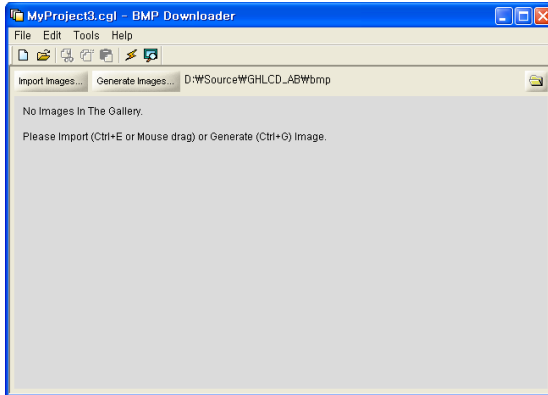 MyProject3.cgl - BMP Downloader
File Edit Tools Help
Import Images... Generate Images... D:₩Source₩GHLCD_AB₩bmp
No Images In The Gallery.
Please Import (Ctrl+E or Mouse drag) or Generate (Ctrl+G) Image.